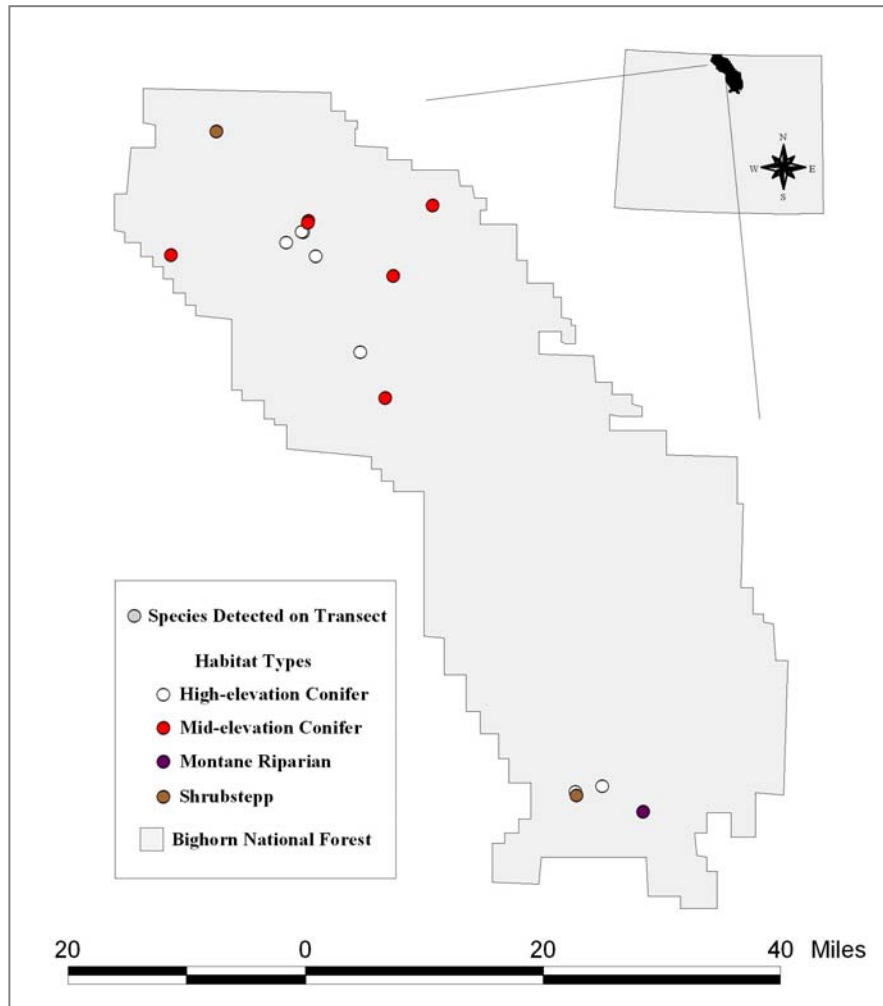 N
W E
S
Species Detected on Transect
Habitat Types
High-elevation Conifer
Mid-elevation Conifer
Montane Riparian
Shrubstepp
Bighorn National Forest
20 0 20 40 Miles